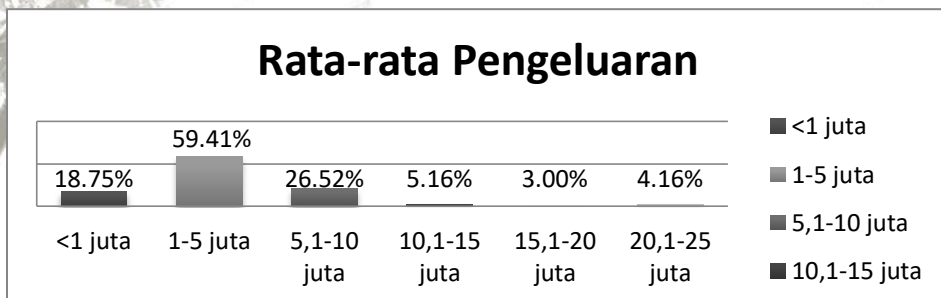 Rata-rata Pengeluaran
59.41%
18.75% 26.52% 5.16% 3.00% 4.16%
<1 juta 1-5 juta 5,1-10 10,1-15 15,1-20 20,1-25
juta juta juta juta
<1 juta
1-5 juta
5,1-10 juta
10,1-15 juta